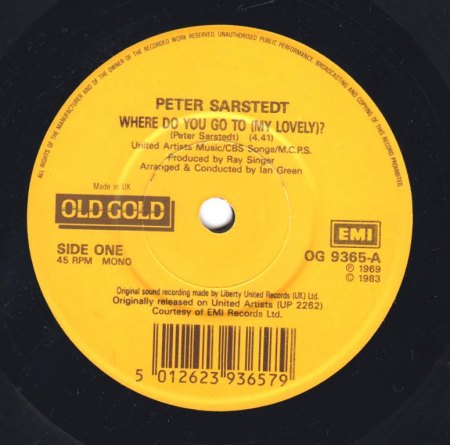 ALL RIGHTS OF THE MANUFACTURER AND OF THE OWNER OF THE RECORDED WORK RESERVED. UNAUTHORISED PUBLIC PERFORMANCE BROADCASTING AND COPYING OF THIS RECORD PROHIBITED
PETER SARSTEDT
WHERE DO YOU GO TO (MY LOVELY)?
(Peter Sarstedt) (4.41)
United Artists Music/CBS Songs/M.C.P.S.
Produced by Ray Singer
Arranged & Conducted by Ian Green
Made in UK
OLD GOLD
EMI
SIDE ONE
45 RPM MONO
OG 9365-A
℗ 1969
© 1983
Original sound recording made by Liberty United Records (UK) Ltd.
Originally released on United Artists (UP 2262)
Courtesy of EMI Records Ltd.
5 012623 936579